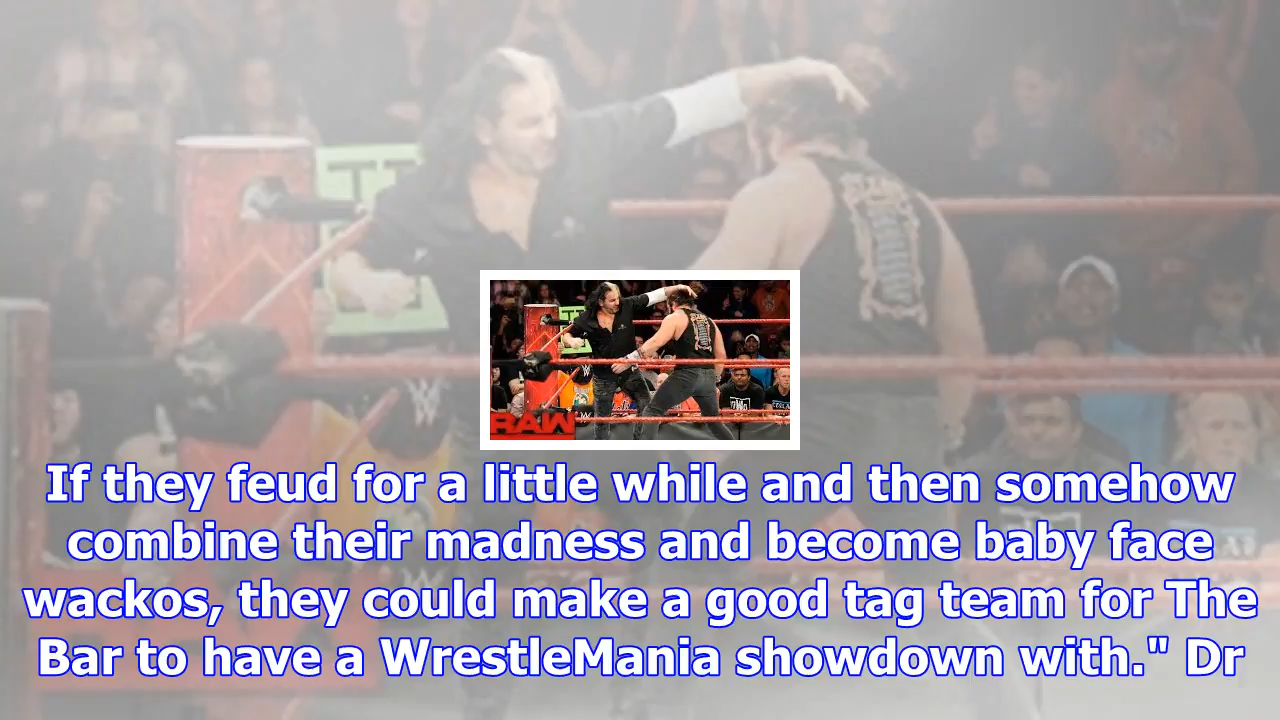 RAW
If they feud for a little while and then somehow
combine their madness and become baby face
wackos, they could make a good tag team for The
Bar to have a WrestleMania showdown with." Dr